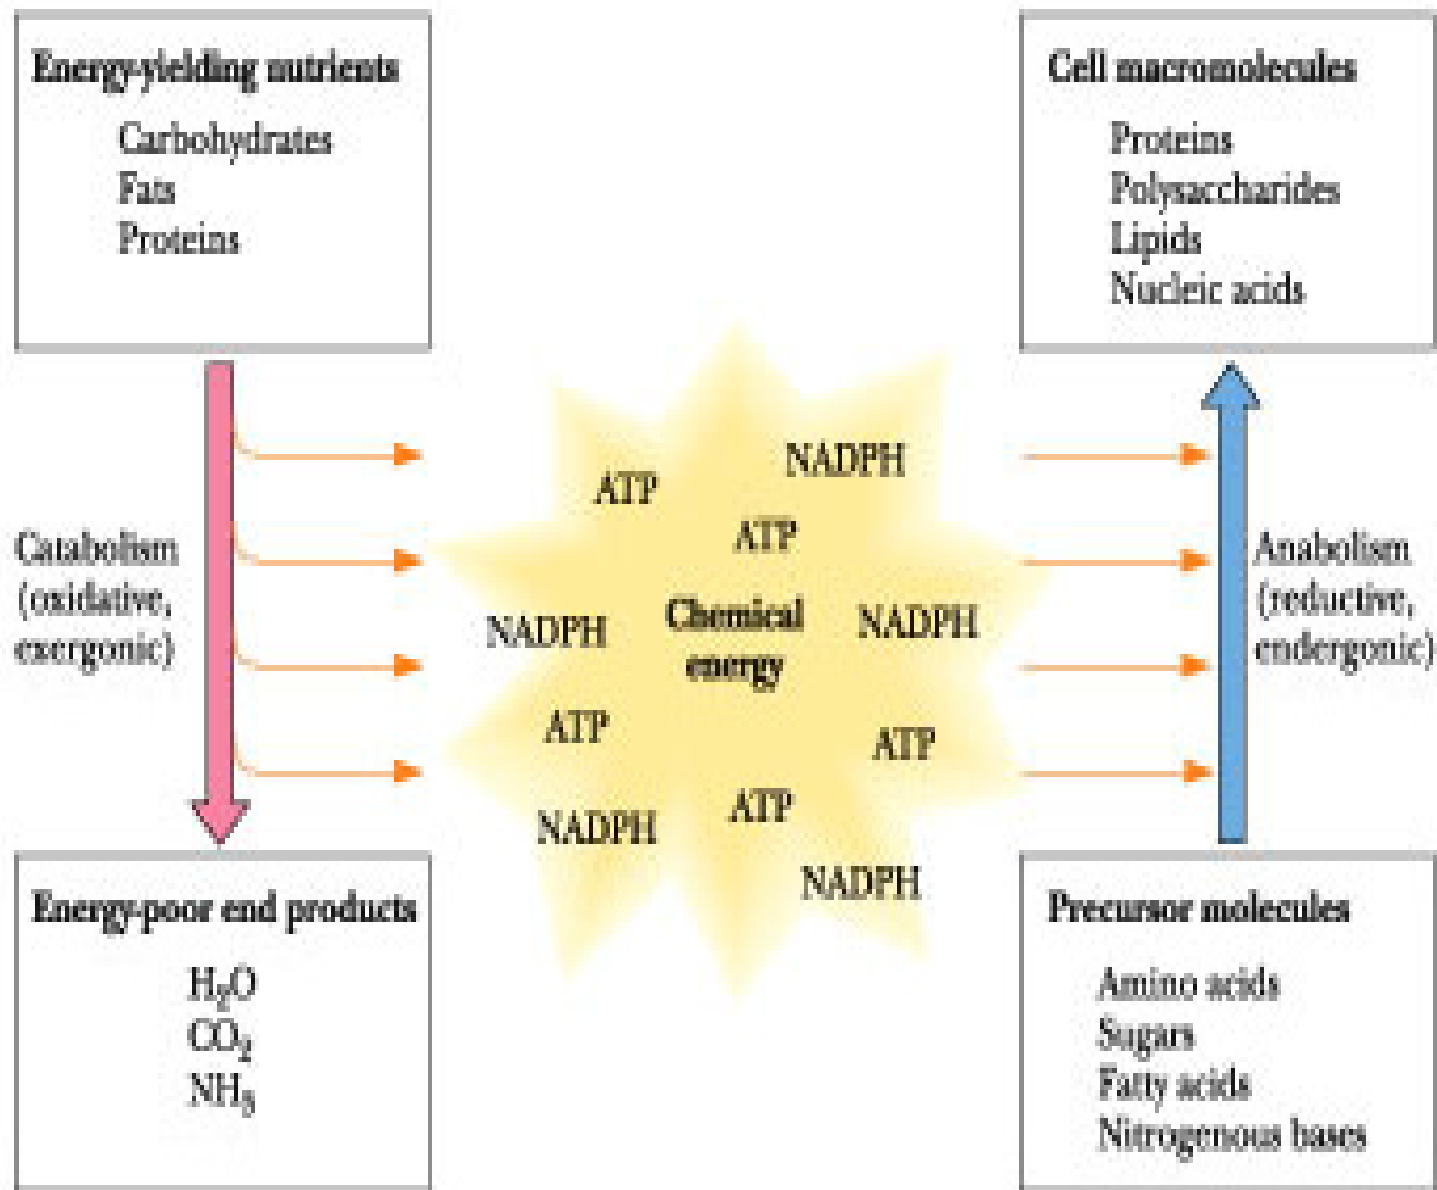 Energy-yielding nutrients
Carbohydrates
Fats
Proteins
Cell macromolecules
Proteins
Polysaccharides
Lipids
Nucleic acids
Catabolism
(oxidative,
exergonic)
ATP
NADPH
ATP
NADPH
Chemical
energy
NADPH
ATP
ATP
NADPH
ATP
NADPH
Anabolism
(reductive,
endergonic)
Energy-poor end products
H₂O
CO₂
NH₃
Precursor molecules
Amino acids
Sugars
Fatty acids
Nitrogenous bases